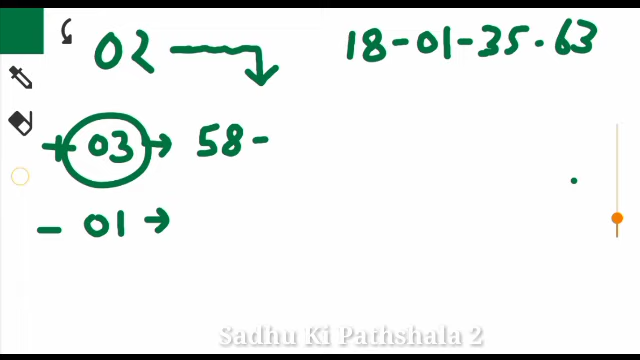 02 18-01-35.63
+ 03 → 58-
- 01 →
Sadhu Ki Pathshala 2